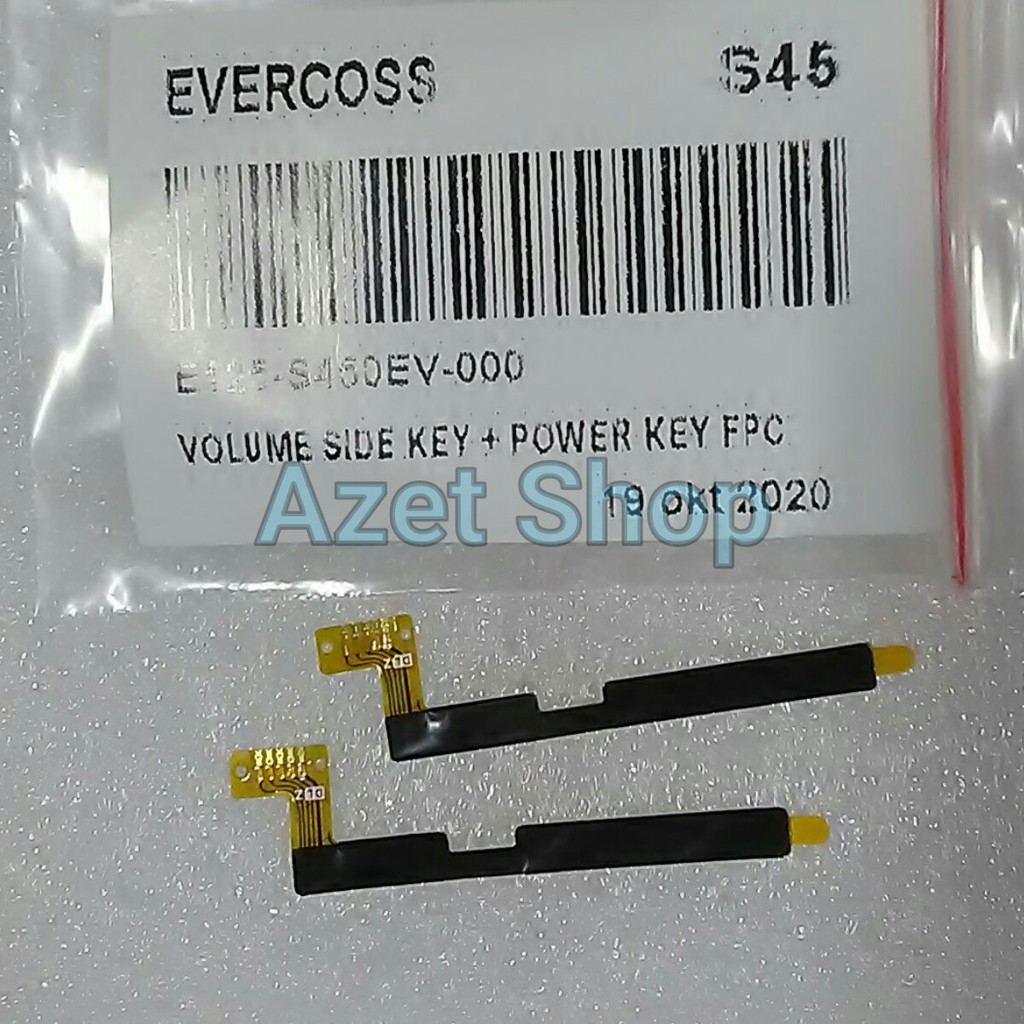 EVERCOSS S45
VOLUME SIDE KEY + POWER KEY FPC
19 okt 2020
Azet Shop